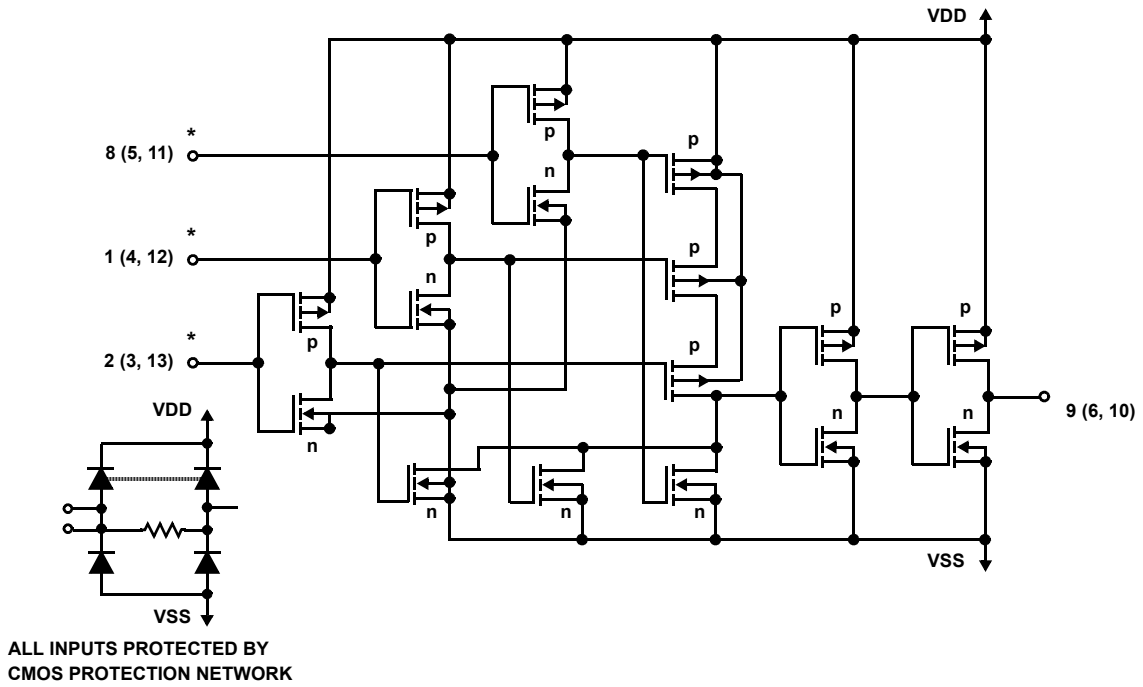 VDD
p
*
8 (5, 11)
p
n
*
1 (4, 12)
p
p
n
p
p
*
2 (3, 13)
p
p
VDD
n
n
9 (6, 10)
n
n
n
n
VSS
VSS
ALL INPUTS PROTECTED BY
CMOS PROTECTION NETWORK